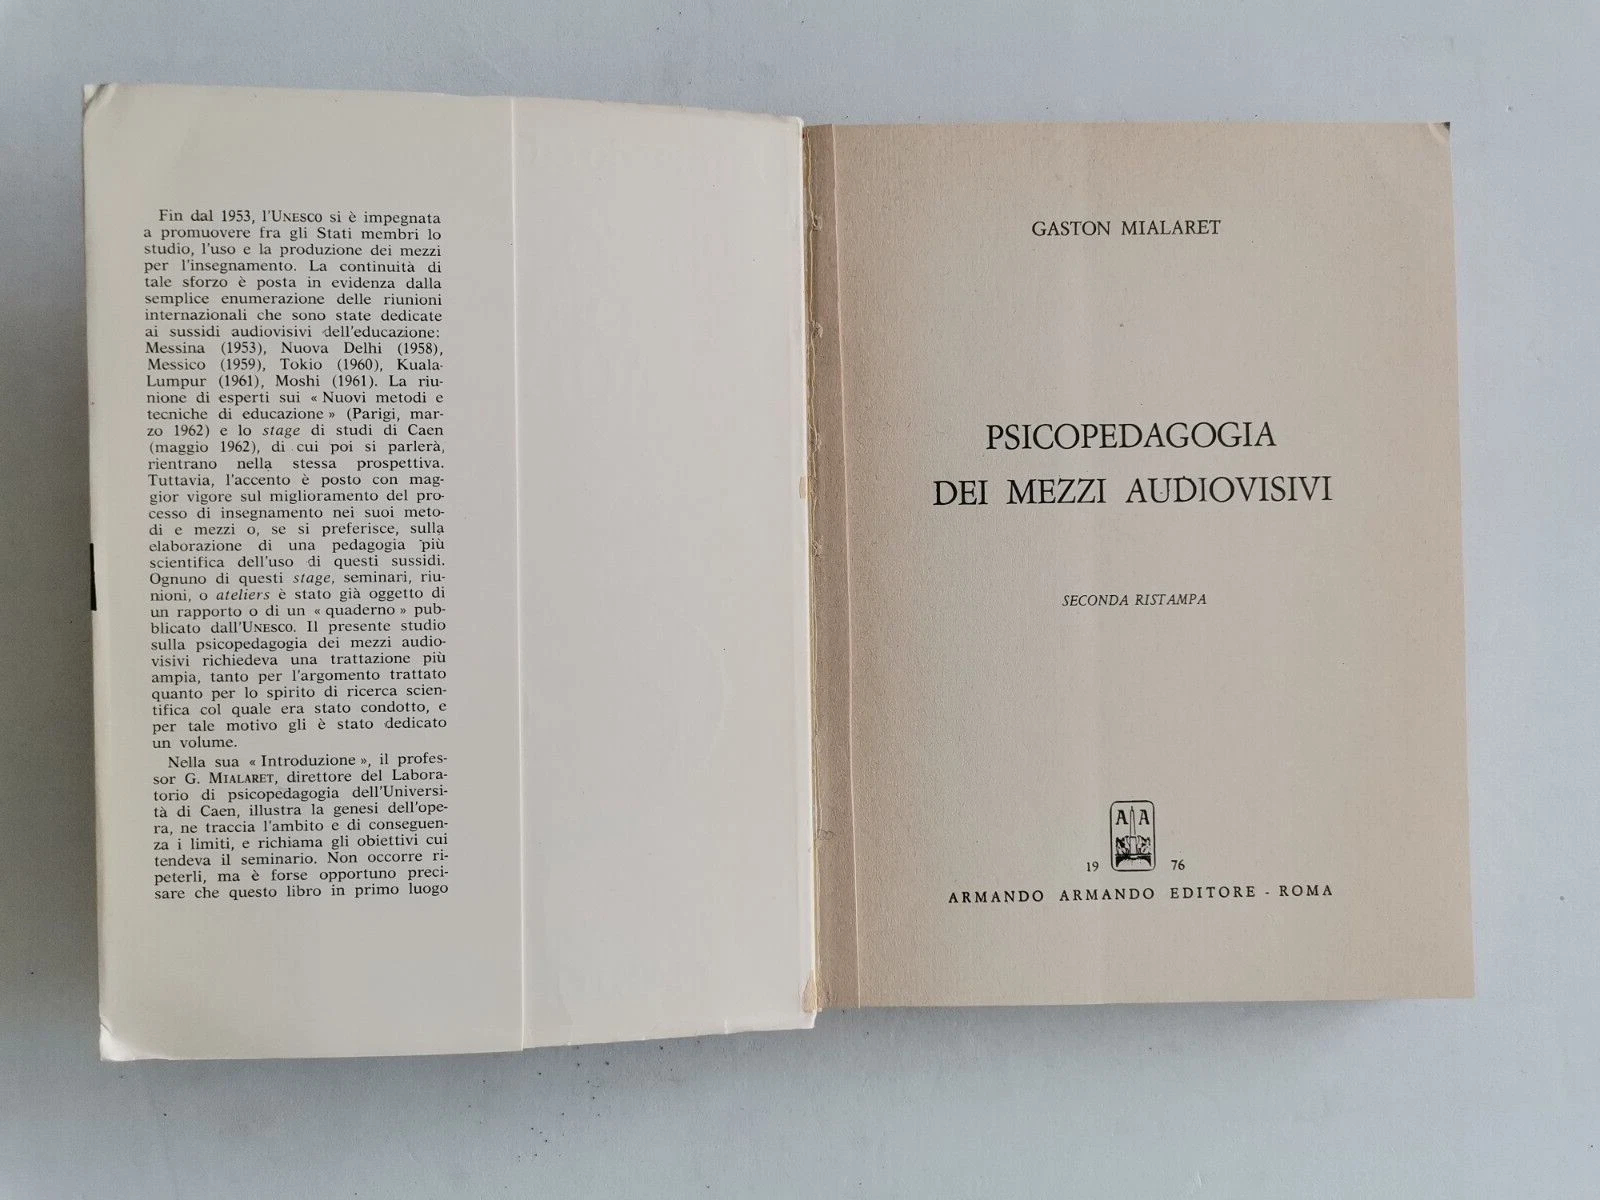 Fin dal 1953, l'UNESCO si è impegnata
a promuovere fra gli Stati membri lo
studio, l'uso e la produzione dei mezzi
per l'insegnamento. La continuità di
tale sforzo è posta in evidenza dalla
semplice enumerazione delle riunioni
internazionali che sono state dedicate
ai sussidi audiovisivi dell'educazione:
Messina (1953), Nuova Delhi (1958),
Messico (1959), Tokio (1960), Kuala-
Lumpur (1961), Moshi (1961). La riu-
nione di esperti sui « Nuovi metodi e
tecniche di educazione » (Parigi, mar-
zo 1962) e lo stage di studi di Caen
(maggio 1962), di cui poi si parlerà,
rientrano nella stessa prospettiva.
Tuttavia, l'accento è posto con mag-
gior vigore sul miglioramento del pro-
cesso di insegnamento nei suoi meto-
di e mezzi o, se si preferisce, sulla
elaborazione di una pedagogia più
scientifica dell'uso di questi sussidi.
Ognuno di questi stage, seminari, riu-
nioni, o ateliers è stato già oggetto di
un rapporto o di un « quaderno » pub-
blicato dall'UNESCO. Il presente studio
sulla psicopedagogia dei mezzi audio-
visivi richiedeva una trattazione più
ampia, tanto per l'argomento trattato
quanto per lo spirito di ricerca scien-
tifica col quale era stato condotto, e
per tale motivo gli è stato dedicato
un volume.
Nella sua « Introduzione », il profes-
sor G. MIALARET, direttore del Labora-
torio di psicopedagogia dell'Universi-
tà di Caen, illustra la genesi dell'ope-
ra, ne traccia l'ambito e di conseguen-
za i limiti, e richiama gli obiettivi cui
tendeva il seminario. Non occorre ri-
peterli, ma è forse opportuno preci-
sare che questo libro in primo luogo
GASTON MIALARET
PSICOPEDAGOGIA
DEI MEZZI AUDIOVISIVI
SECONDA RISTAMPA
A A
19 76
ARMANDO ARMANDO EDITORE - ROMA